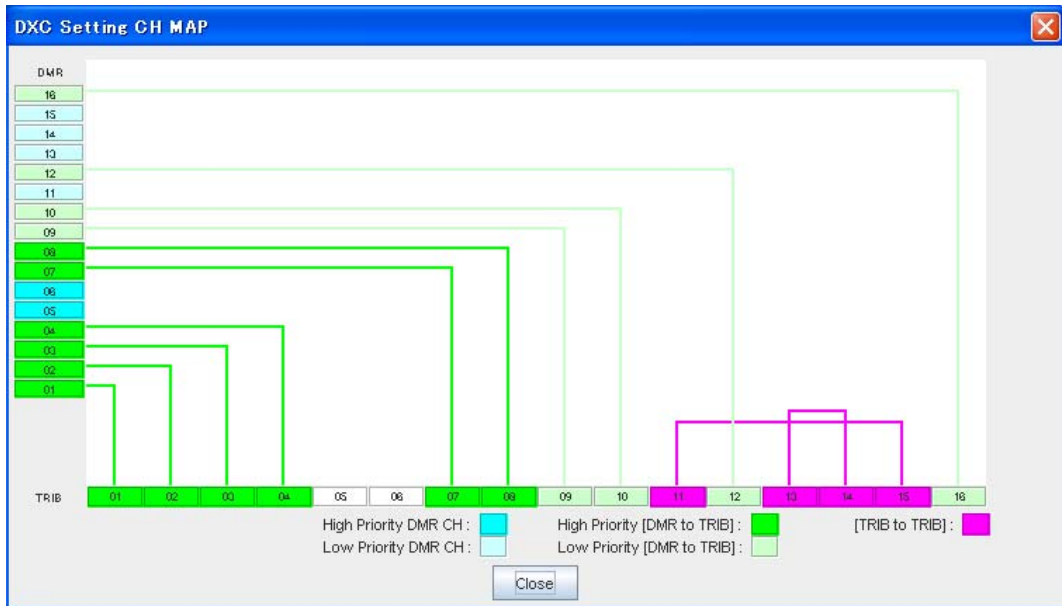 DXC Setting CH MAP
DMR
16
15
14
13
12
11
10
09
08
07
06
05
04
03
02
01
TRIB 01 02 03 04 05 06 07 08 09 10 11 12 13 14 15 16
High Priority DMR CH : High Priority [DMR to TRIB] : [TRIB to TRIB] :
Low Priority DMR CH : Low Priority [DMR to TRIB] :
Close